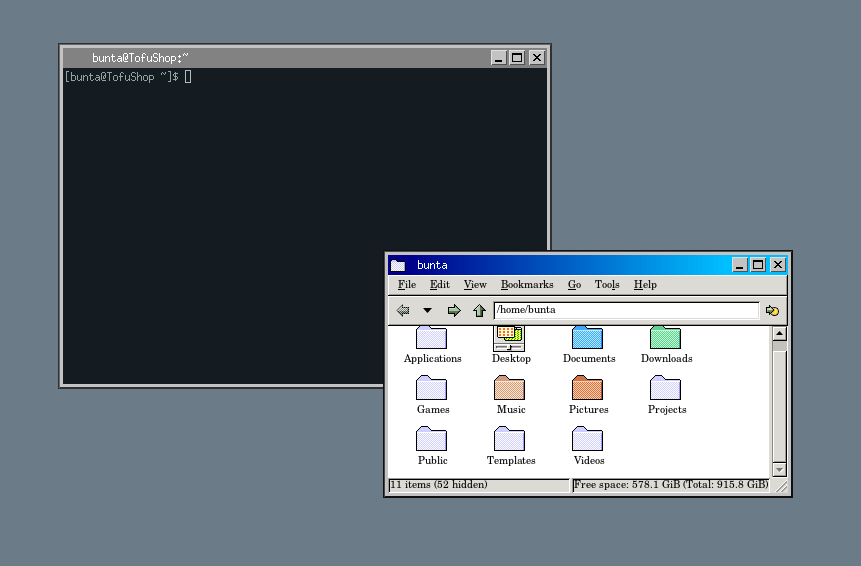 bunta@TofuShop:~
[bunta@TofuShop ~]$
bunta
File Edit View Bookmarks Go Tools Help
/home/bunta
Applications Desktop Documents Downloads
Games Music Pictures Projects
Public Templates Videos
11 items (52 hidden) Free space: 578.1 GiB (Total: 915.8 GiB)